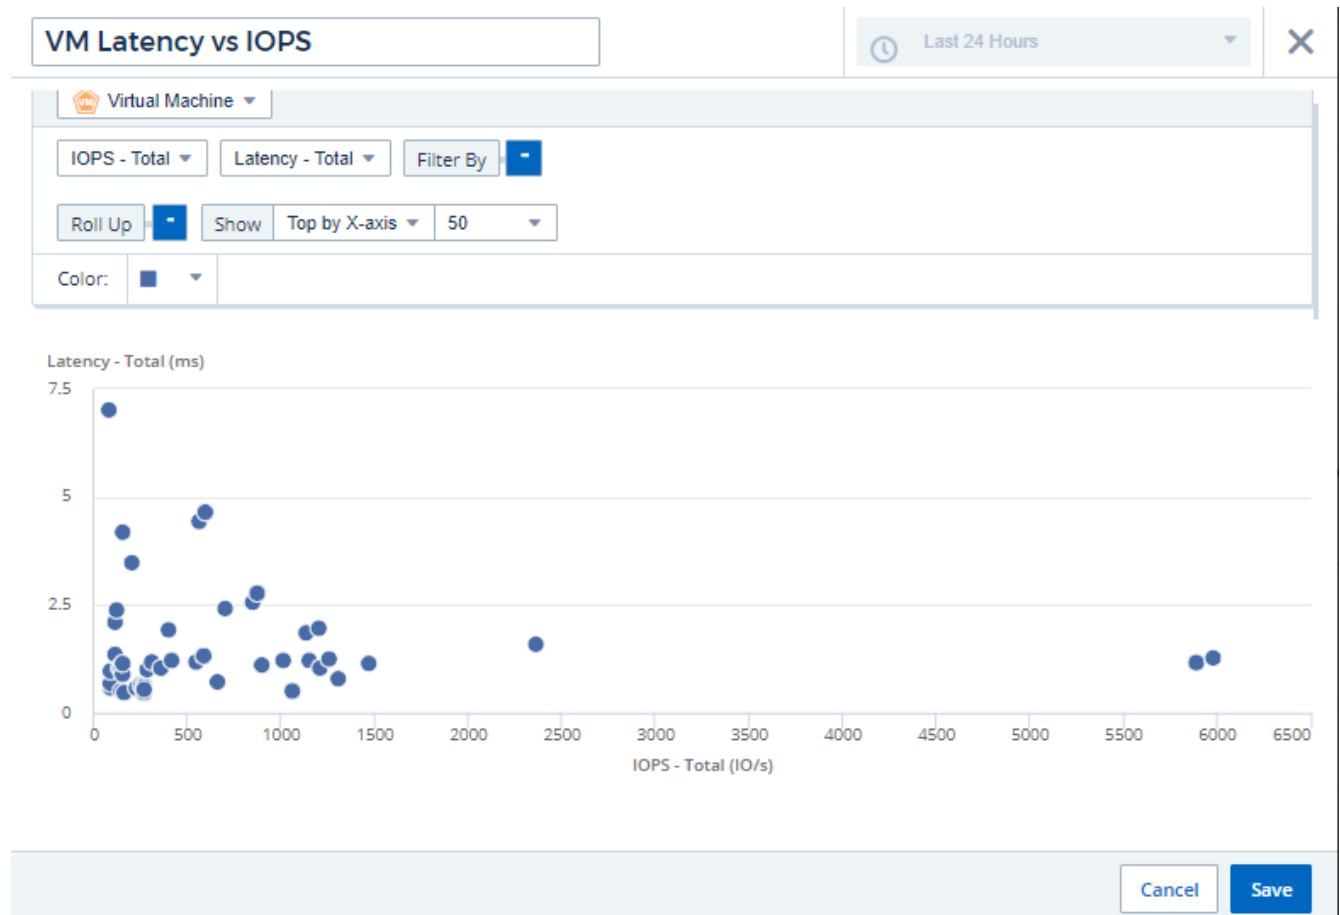 VM Latency vs IOPS
Last 24 Hours
VM Virtual Machine
IOPS - Total Latency - Total Filter By -
Roll Up - Show Top by X-axis 50
Color:
Latency - Total (ms)
7.5
5
2.5
0
0 500 1000 1500 2000 2500 3000 3500 4000 4500 5000 5500 6000 6500
IOPS - Total (IO/s)
Cancel Save